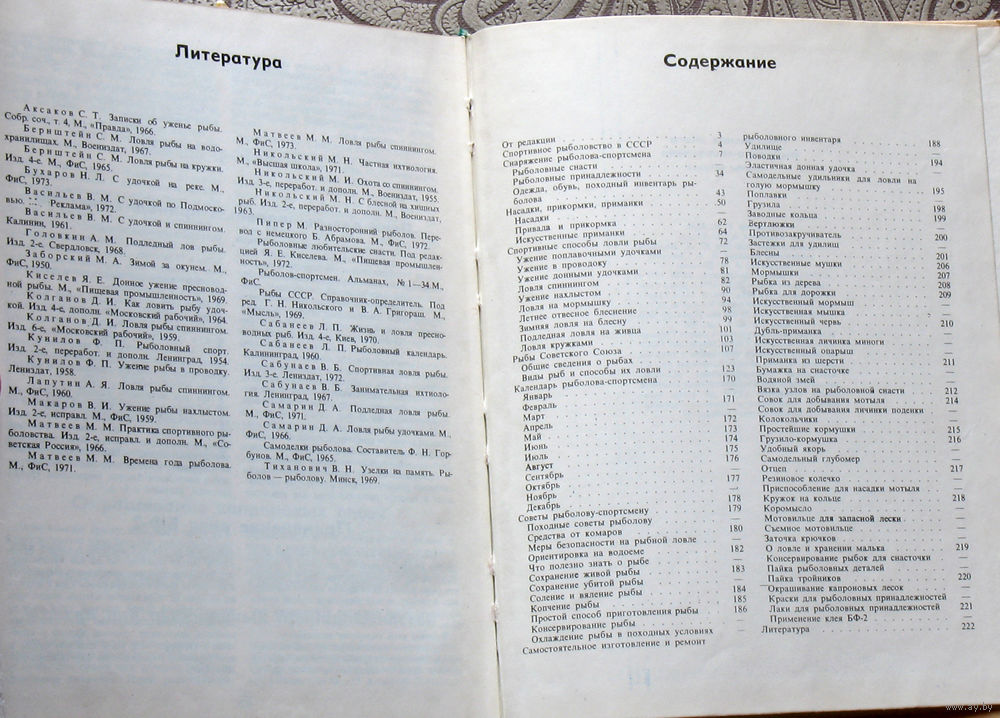 Литература
Аксаков С. Т. Записки об уженье рыбы.
Собр. соч., т. 4, М., «Правда», 1966.
Бернштейн С. М. Ловля рыбы на водо-
хранилищах. М., Воениздат, 1967.
Бернштейн С. М. Ловля рыбы на кружки.
Изд. 4-е. М., ФиС, 1965.
Бухаров Н. Л. С удочкой на реке. М.,
ФиС, 1973.
Васильев В. М. С удочкой по Подмоско-
вью. Реклама», 1972.
Васильев В. М. С удочкой и спиннингом.
Калинин, 1961.
Головкин А. М. Подледный лов рыбы.
Изд. 2-е. Свердловск, 1968.
Заборский М. А. Зимой за окунем. М.,
ФиС, 1950.
Киселев Я. Е. Донное ужение пресновод-
ной рыбы. М., «Пищевая промышленность», 1969.
Колганов Д. И. Как ловить рыбу удоч-
кой. Изд. 4-е, дополн. «Московский рабочий», 1964.
Колганов Д. И. Ловля рыбы спиннингом.
Изд. 6-е, «Московский рабочий», 1959.
Кунилов Ф. П. Рыболовный спорт.
Изд. 2-е, переработ. и дополн. Ленинград, 1954.
Кунилов Ф. П. Ужение рыбы в проводку.
Лениздат, 1958.
Лапутин А. Я. Ловля рыбы спиннингом.
М., ФиС, 1960.
Макаров В. И. Ужение рыбы нахлыстом.
Изд. 2-е, исправл. М., ФиС, 1959.
Матвеев М. М. Практика спортивного ры-
боловства. Изд. 2-е, исправл. и дополн. М., «Со-
ветская Россия», 1966.
Матвеев М. М. Времена года рыболова.
М., ФиС, 1971.
Матвеев М. М. Ловля рыбы спиннингом.
М., ФиС, 1973.
Никольский М. Н. Частная ихтиология.
М., «Высшая школа», 1971.
Никольский М. И. Охота со спиннингом.
Изд. 3-е, переработ. и дополн. М., Воениздат, 1955.
Никольский М. Н. С блесной на хищных
рыб. Изд. 2-е, переработ. и дополн. М., Воениздат,
1963.
Пипер М. Разносторонний рыболов. Пере-
вод с немецкого Б. Абрамова. М., ФиС, 1972.
Рыболовные любительские снасти. Под редак-
цией Я. Е. Киселева. М., «Пищевая промышлен-
ность», 1972.
Рыболов-спортсмен. Альманах, № 1—34.М.,
ФиС.
Рыбы СССР. Справочник-определитель. Под
ред. Г. Н. Никольского и В. А. Григораш. М.,
«Мысль», 1969.
Сабанеев Л. П. Жизнь и ловля пресно-
водных рыб. Изд. 4-е, Киев, 1970.
Сабанеев Л. П. Рыболовный календарь.
Калининград, 1960.
Сабунаев В. Б. Спортивная ловля рыбы.
Изд. 3-е. Лениздат, 1972.
Сабунаев В. Б. Занимательная ихтиоло-
гия. Ленинград, 1967.
Самарин Д. А. Подледная ловля рыбы.
М., ФиС, 1971.
Самарин Д. А. Ловля рыбы удочками. М.,
ФиС, 1966.
Самоделки рыболова. Составитель Ф. Н. Гор-
бунов. М., ФиС, 1965.
Тиханович В. Н. Узелки на память. Ры-
болов — рыболову. Минск, 1969.
Содержание
От редакции 3
Спортивное рыболовство в СССР 4
Снаряжение рыболова-спортсмена 7
Рыболовные снасти —
Рыболовные принадлежности 34
Одежда, обувь, походный инвентарь ры-
болова 43
Насадки, прикормки, приманки 50
Насадки —
Привада и прикормка 62
Искусственные приманки 64
Спортивные способы ловли рыбы 72
Ужение поплавочными удочками —
Ужение в проводку 78
Ужение донными удочками 81
Ловля спиннингом 82
Ужение нахлыстом 90
Ловля на мормышку 94
Летнее отвесное блеснение 98
Зимняя ловля на блесну 99
Подледная ловля на живца 101
Ловля кружками 103
Рыбы Советского Союза 107
Общие сведения о рыбах —
Виды рыб и способы их ловли 123
Календарь рыболова-спортсмена 170
Январь —
Февраль 171
Март —
Апрель 172
Май 173
Июнь 174
Июль 175
Август 176
Сентябрь —
Октябрь 177
Ноябрь —
Декабрь 178
Советы рыболову-спортсмену 179
Походные советы рыболову —
Средства от комаров 180
Меры безопасности на рыбной ловле —
Ориентировка на водоеме 182
Что полезно знать о рыбе —
Сохранение живой рыбы 183
Сохранение убитой рыбы —
Соление и вяление рыбы 184
Копчение рыбы 185
Простой способ приготовления рыбы 186
Консервирование рыбы —
Охлаждение рыбы в походных условиях —
Самостоятельное изготовление и ремонт
рыболовного инвентаря 188
Удилище —
Поводки 194
Эластичная донная удочка —
Самодельные удильники для ловли на
голую мормышку 195
Поплавки —
Грузила 198
Заводные кольца 199
Вертлюжки —
Противозакручиватель 200
Застежки для удилищ —
Блесны 201
Искусственные мушки 206
Мормышки 207
Рыбка из дерева 208
Рыбка для дорожки 209
Искусственный мормыш —
Искусственная мышка —
Искусственный червь 210
Дубль-приманка —
Искусственная личинка миноги —
Искусственный опарыш —
Приманка из шерсти 211
Бумажка на снасточке —
Водяной змей —
Вязка узлов на рыболовной снасти 212
Совок для добывания мотыля 214
Совок для добывания личинки поденки —
Колокольчики —
Простейшие кормушки 215
Грузило-кормушка 216
Удобный якорь —
Самодельный глубомер —
Отцеп 217
Резиновое колечко —
Приспособление для насадки мотыля —
Кружок на кольце 218
Коромысло —
Мотовильце для запасной лески —
Съемное мотовильце —
Заточка крючков —
О ловле и хранении малька 219
Консервирование рыбок для снасточки —
Пайка рыболовных деталей —
Пайка тройников 220
Окрашивание капроновых лесок —
Краски для рыболовных принадлежностей —
Лаки для рыболовных принадлежностей 221
Применение клея БФ-2 —
Литература 222
www.ay.by